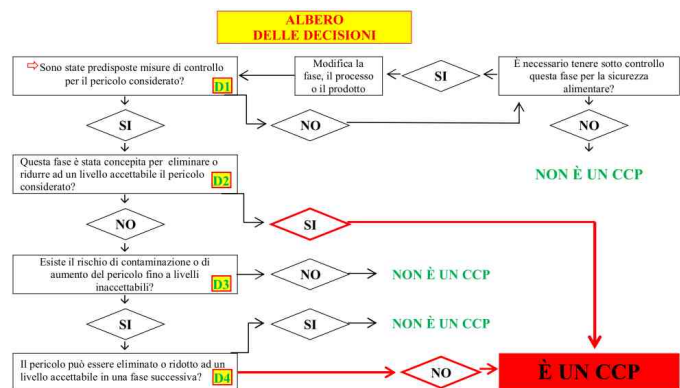 ALBERO
DELLE DECISIONI
⇨Sono state predisposte misure di controllo
per il pericolo considerato?
D1
Modifica la
fase, il processo
o il prodotto
SI
È necessario tenere sotto controllo
questa fase per la sicurezza
alimentare?
SI
NO
NO
NON È UN CCP
Questa fase è stata concepita per eliminare o
ridurre ad un livello accettabile il pericolo
considerato?
D2
NO
SI
Esiste il rischio di contaminazione o di
aumento del pericolo fino a livelli
inaccettabili?
D3
NO
NON È UN CCP
SI
SI
NON È UN CCP
Il pericolo può essere eliminato o ridotto ad un
livello accettabile in una fase successiva?
D4
NO
È UN CCP